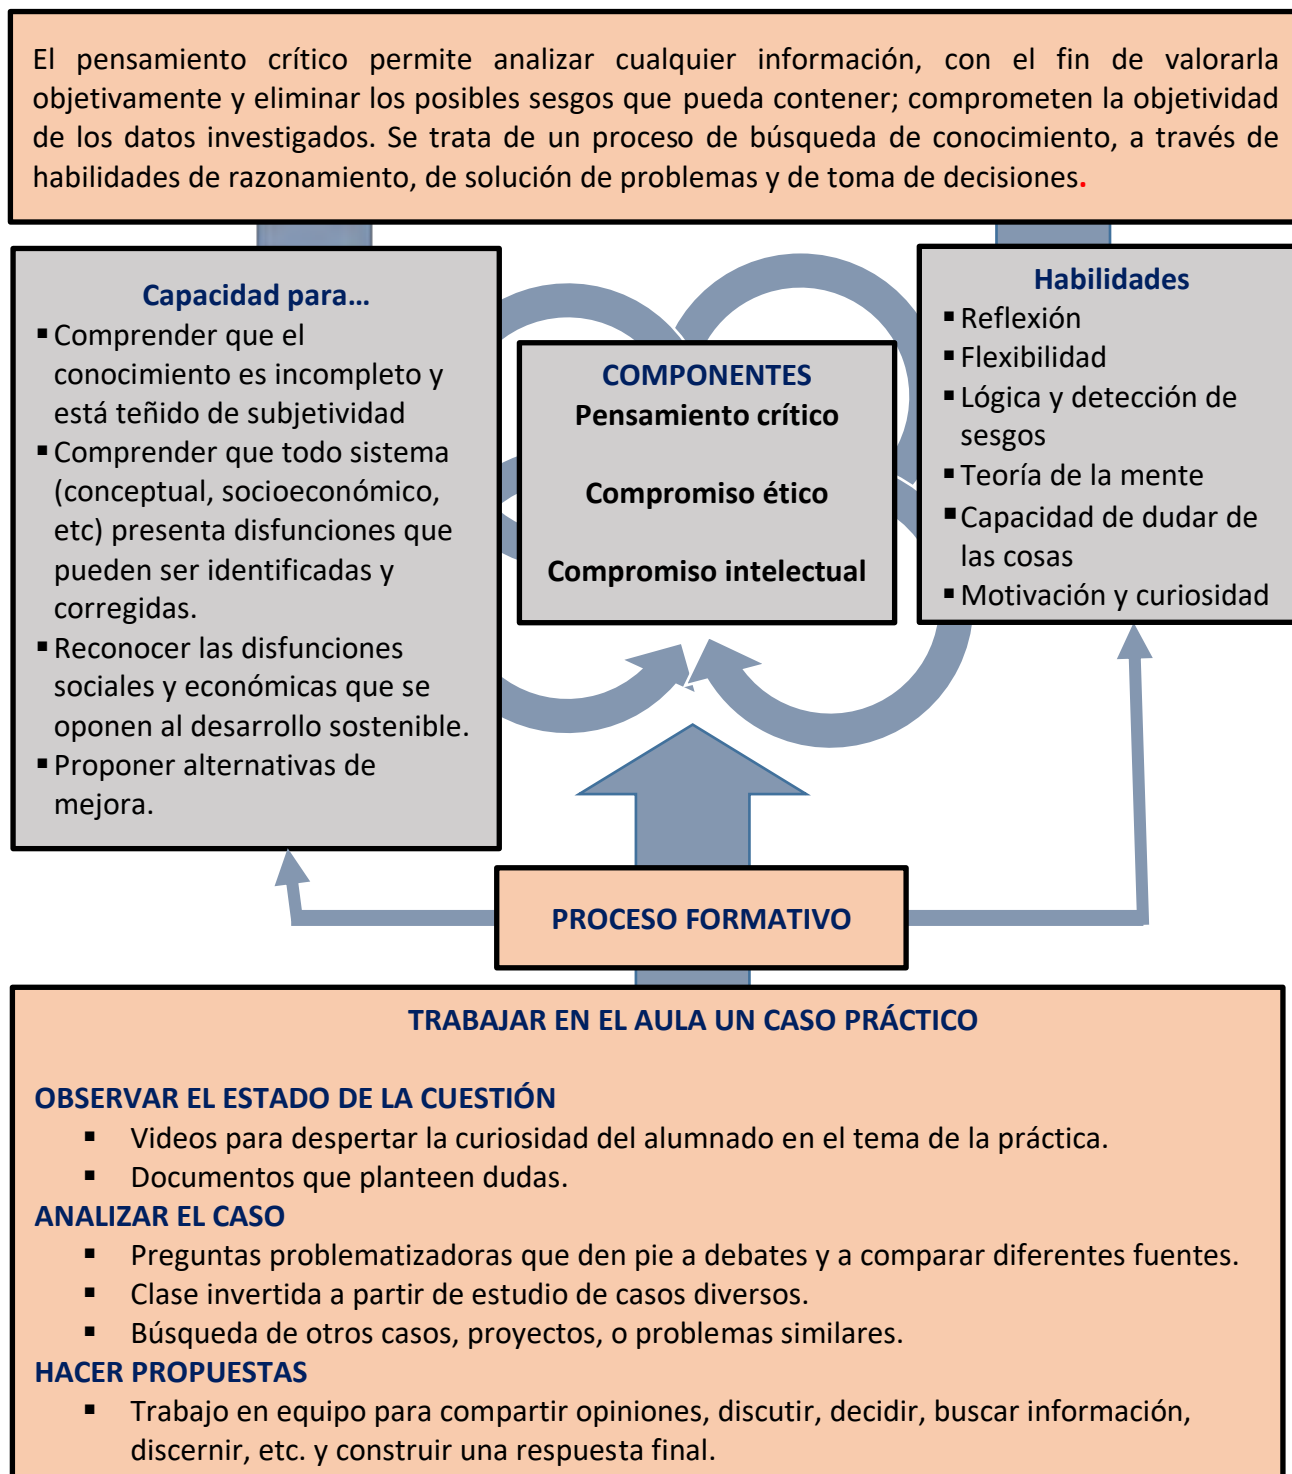 El pensamiento crítico permite analizar cualquier información, con el fin de valorarla
objetivamente y eliminar los posibles sesgos que pueda contener; comprometen la objetividad
de los datos investigados. Se trata de un proceso de búsqueda de conocimiento, a través de
habilidades de razonamiento, de solución de problemas y de toma de decisiones.
Capacidad para...
▪ Comprender que el
conocimiento es incompleto y
está teñido de subjetividad
▪ Comprender que todo sistema
(conceptual, socioeconómico,
etc) presenta disfunciones que
pueden ser identificadas y
corregidas.
▪ Reconocer las disfunciones
sociales y económicas que se
oponen al desarrollo sostenible.
▪ Proponer alternativas de
mejora.
COMPONENTES
Pensamiento crítico
Compromiso ético
Compromiso intelectual
Habilidades
▪ Reflexión
▪ Flexibilidad
▪ Lógica y detección de
sesgos
▪ Teoría de la mente
▪ Capacidad de dudar de
las cosas
▪ Motivación y curiosidad
PROCESO FORMATIVO
TRABAJAR EN EL AULA UN CASO PRÁCTICO
OBSERVAR EL ESTADO DE LA CUESTIÓN
▪ Videos para despertar la curiosidad del alumnado en el tema de la práctica.
▪ Documentos que planteen dudas.
ANALIZAR EL CASO
▪ Preguntas problematizadoras que den pie a debates y a comparar diferentes fuentes.
▪ Clase invertida a partir de estudio de casos diversos.
▪ Búsqueda de otros casos, proyectos, o problemas similares.
HACER PROPUESTAS
▪ Trabajo en equipo para compartir opiniones, discutir, decidir, buscar información,
discernir, etc. y construir una respuesta final.